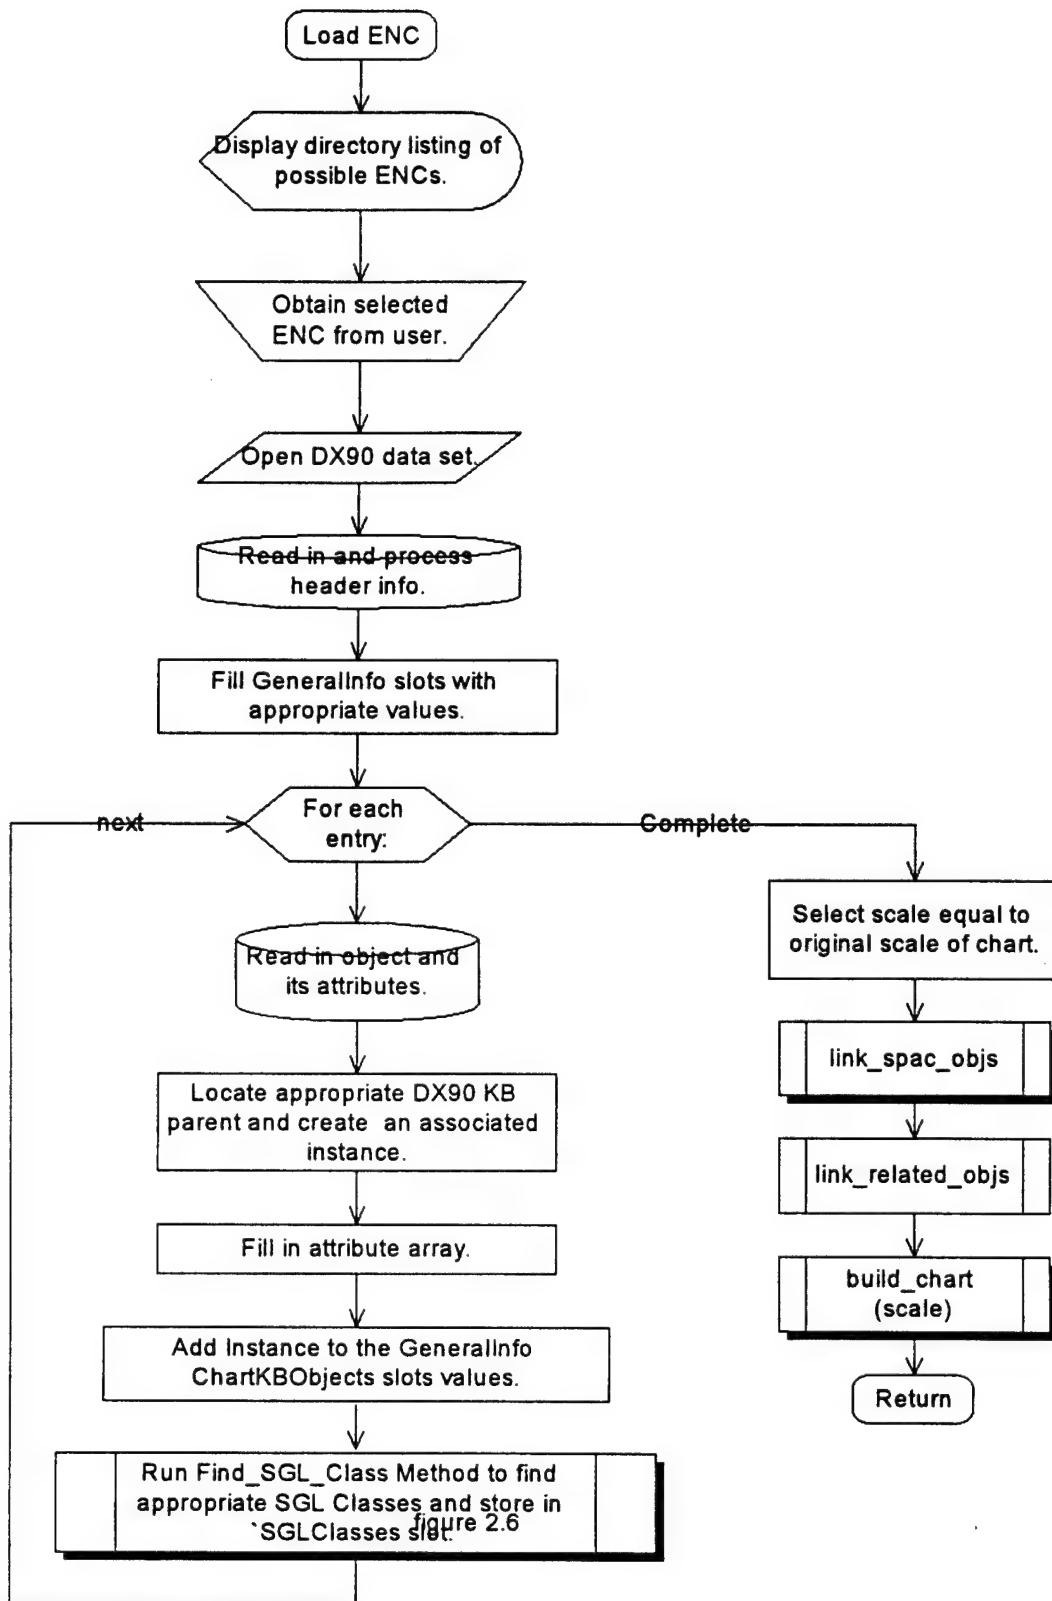 Load ENC
Display directory listing of
possible ENCs.
Obtain selected
ENC from user.
Open DX90 data set.
Read in and process
header info.
Fill GeneralInfo slots with
appropriate values.
next
For each
entry:
Complete
Read in object and
its attributes.
Locate appropriate DX90 KB
parent and create an associated
instance.
Fill in attribute array.
Add Instance to the GeneralInfo
ChartKBObjects slots values.
Run Find_SGL_Class Method to find
appropriate SGL Classes and store in
`SGLClasses slot.
figure 2.6
Select scale equal to
original scale of chart.
link_spac_objs
link_related_objs
build_chart
(scale)
Return